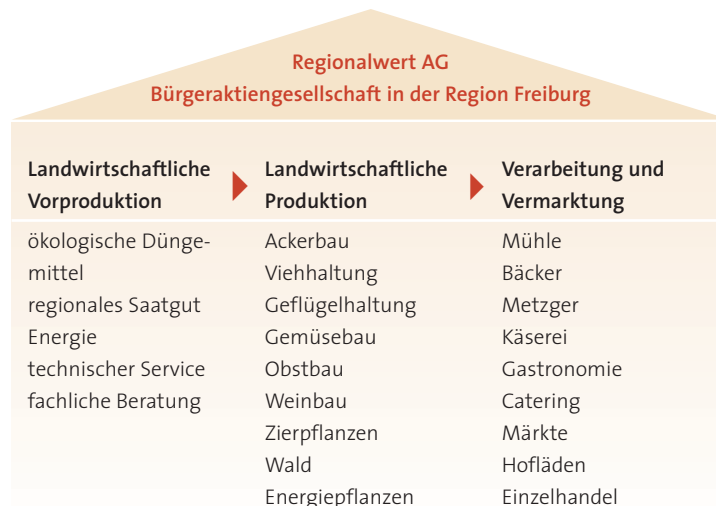 Regionalwert AG
Bürgeraktiengesellschaft in der Region Freiburg
Landwirtschaftliche
Vorproduktion
ökologische Dünge-
mittel
regionales Saatgut
Energie
technischer Service
fachliche Beratung
Landwirtschaftliche
Produktion
Ackerbau
Viehhaltung
Geflügelhaltung
Gemüsebau
Obstbau
Weinbau
Zierpflanzen
Wald
Energiepflanzen
Verarbeitung und
Vermarktung
Mühle
Bäcker
Metzger
Käserei
Gastronomie
Catering
Märkte
Hofläden
Einzelhandel